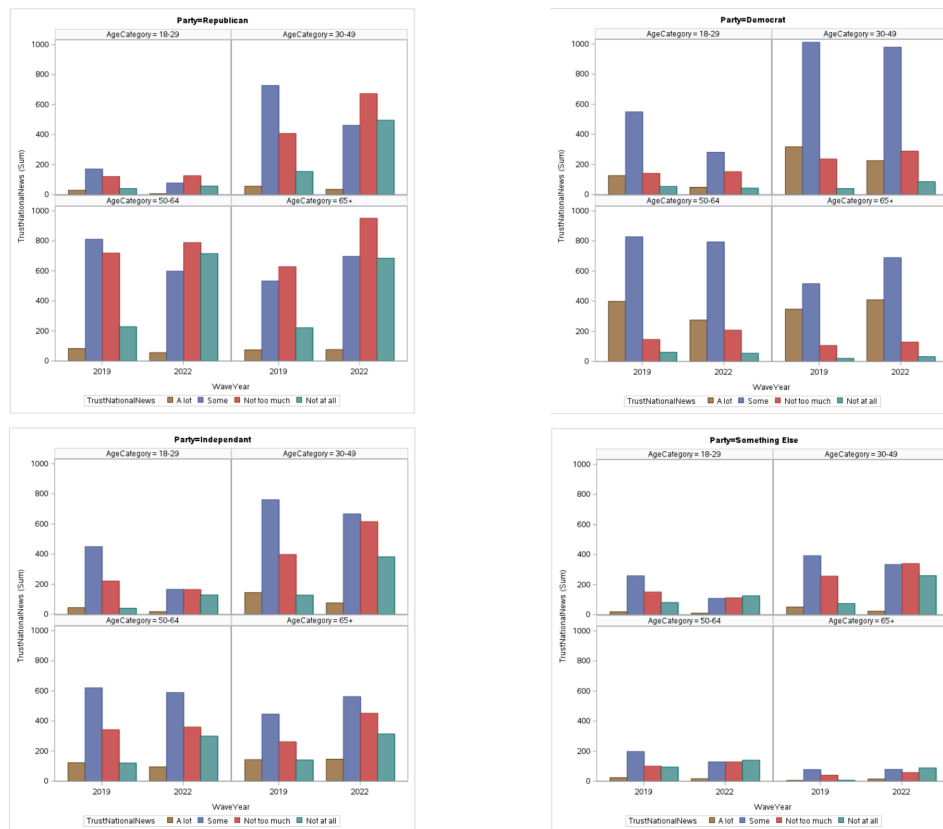 Party=Republican
AgeCategory = 18-29 AgeCategory = 30-49
1000
800
600
400
200
0
TrustNationalNews (Sum)
AgeCategory = 50-64 AgeCategory = 65+
1000
800
600
400
200
0
2019 2022 2019 2022
WaveYear
TrustNationalNews A lot Some Not too much Not at all
Party=Democrat
AgeCategory = 18-29 AgeCategory = 30-49
1000
800
600
400
200
0
TrustNationalNews (Sum)
AgeCategory = 50-64 AgeCategory = 65+
1000
800
600
400
200
0
2019 2022 2019 2022
WaveYear
TrustNationalNews A lot Some Not too much Not at all
Party=Independant
AgeCategory = 18-29 AgeCategory = 30-49
1000
800
600
400
200
0
TrustNationalNews (Sum)
AgeCategory = 50-64 AgeCategory = 65+
1000
800
600
400
200
0
2019 2022 2019 2022
WaveYear
TrustNationalNews A lot Some Not too much Not at all
Party=Something Else
AgeCategory = 18-29 AgeCategory = 30-49
1000
800
600
400
200
0
TrustNationalNews (Sum)
AgeCategory = 50-64 AgeCategory = 65+
1000
800
600
400
200
0
2019 2022 2019 2022
WaveYear
TrustNationalNews A lot Some Not too much Not at all